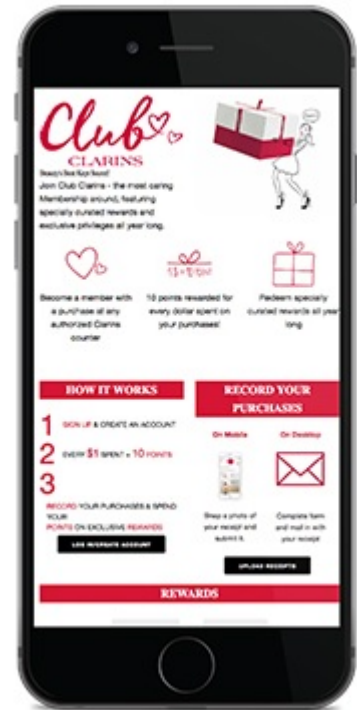 Club
CLARINS
Beauty's Best Kept Secret!
Join Club Clarins - the most caring
Membership around, featuring
specially curated rewards and
exclusive privileges all year long.
Become a member with
a purchase at any
authorized Clarins
counter
10 points rewarded for
every dollar spent on
your purchases!
Redeem specially
curated rewards all year
long
HOW IT WORKS
1 SIGN UP & CREATE AN ACCOUNT
2 EVERY $1 SPENT = 10 POINTS
3
RECORD YOUR PURCHASES & SPEND
YOUR
POINTS ON EXCLUSIVE REWARDS
LOG IN/CREATE ACCOUNT
RECORD YOUR
PURCHASES
On Mobile
Snap a photo of
your receipt and
submit it.
On Desktop
Complete form
and mail in with
your receipt
UPLOAD RECEIPTS
REWARDS